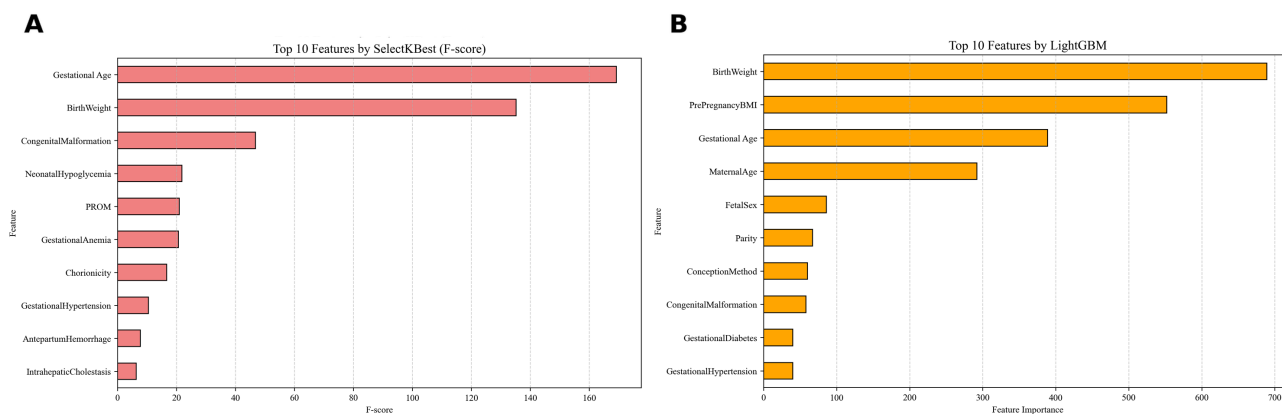 A
Top 10 Features by SelectKBest (F-score)
Feature
Gestational Age
BirthWeight
CongenitalMalformation
NeonatalHypoglycemia
PROM
GestationalAnemia
Chorionicity
GestationalHypertension
AntepartumHemorrhage
IntrahepaticCholestasis
0 20 40 60 80 100 120 140 160
F-score
B
Top 10 Features by LightGBM
Feature
BirthWeight
PrePregnancyBMI
Gestational Age
MaternalAge
FetalSex
Parity
ConceptionMethod
CongenitalMalformation
GestationalDiabetes
GestationalHypertension
0 100 200 300 400 500 600 700
Feature Importance